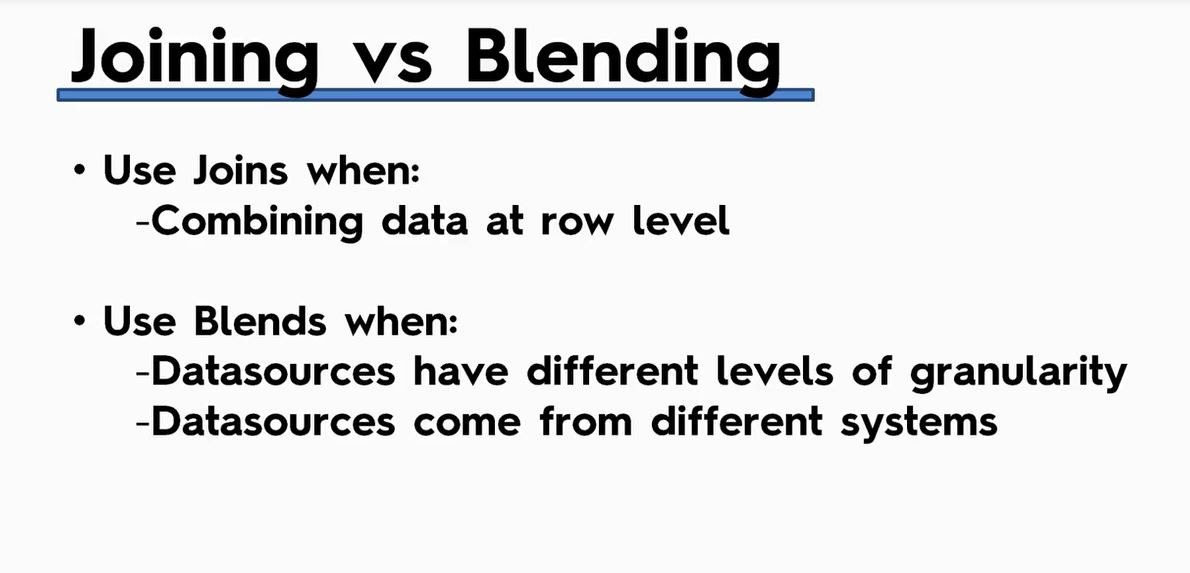 Joining vs Blending
• Use Joins when:
-Combining data at row level
• Use Blends when:
-Datasources have different levels of granularity
-Datasources come from different systems